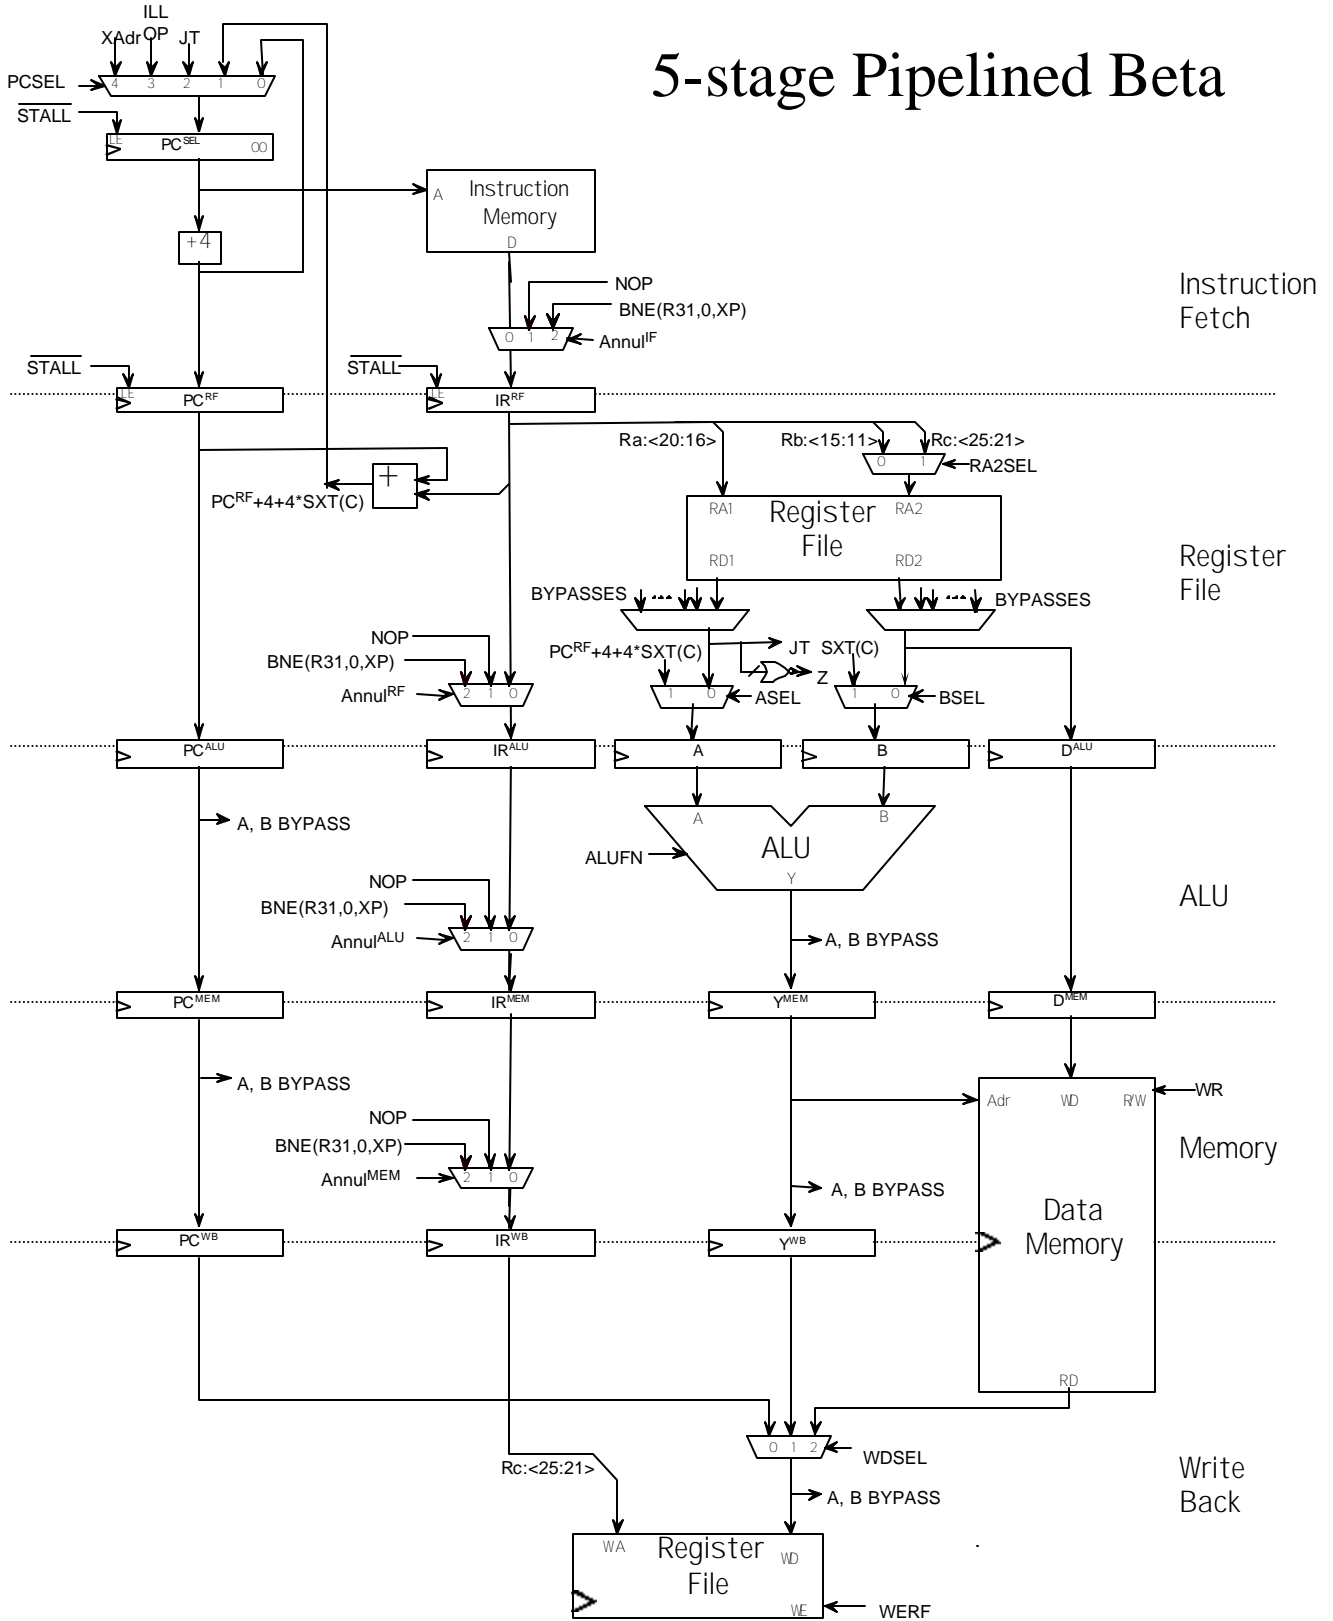 5-stage Pipelined Beta
ILL
OP
XAdr
JT
PCSEL
4 3 2 1 0
STALL
LE
PC^SEL
00
A
Instruction
Memory
D
+4
NOP
BNE(R31,0,XP)
0 1 2
Annul^IF
Instruction
Fetch
STALL
STALL
LE
PC^RF
LE
IR^RF
Ra:<20:16>
Rb:<15:11>
Rc:<25:21>
0 1
RA2SEL
+
PC^RF+4+4*SXT(C)
RA1
Register
File
RA2
RD1
RD2
Register
File
BYPASSES
...
...
BYPASSES
NOP
BNE(R31,0,XP)
Annul^RF
2 1 0
PC^RF+4+4*SXT(C)
JT
SXT(C)
Z
1 0
ASEL
1 0
BSEL
PC^ALU
IR^ALU
A
B
D^ALU
A, B BYPASS
A
B
ALU
ALUFN
Y
NOP
BNE(R31,0,XP)
Annul^ALU
2 1 0
A, B BYPASS
ALU
PC^MEM
IR^MEM
Y^MEM
D^MEM
A, B BYPASS
Adr
WD
R/W
WR
NOP
BNE(R31,0,XP)
Annul^MEM
2 1 0
A, B BYPASS
Memory
Data
Memory
PC^WB
IR^WB
Y^WB
RD
0 1 2
WDSEL
Rc:<25:21>
A, B BYPASS
Write
Back
WA
Register
File
WD
WE
WERF